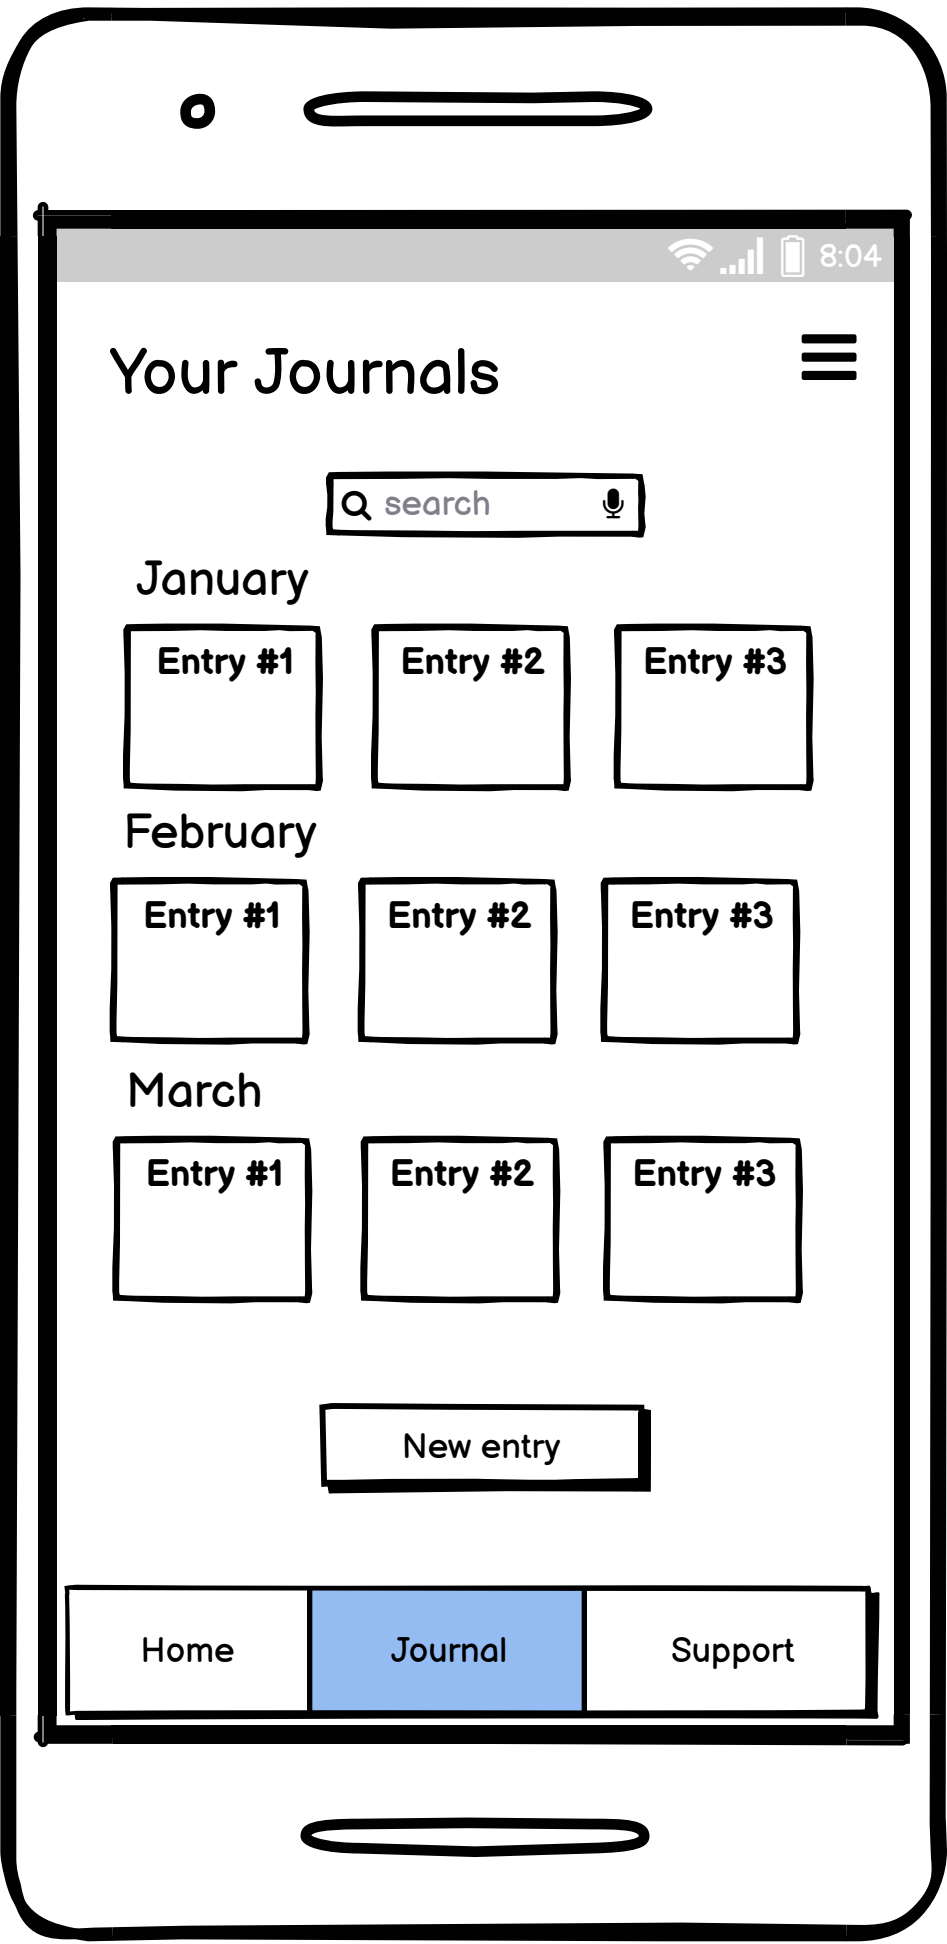 8:04
Your Journals
search
January
Entry #1 Entry #2 Entry #3
February
Entry #1 Entry #2 Entry #3
March
Entry #1 Entry #2 Entry #3
New entry
Home Journal Support